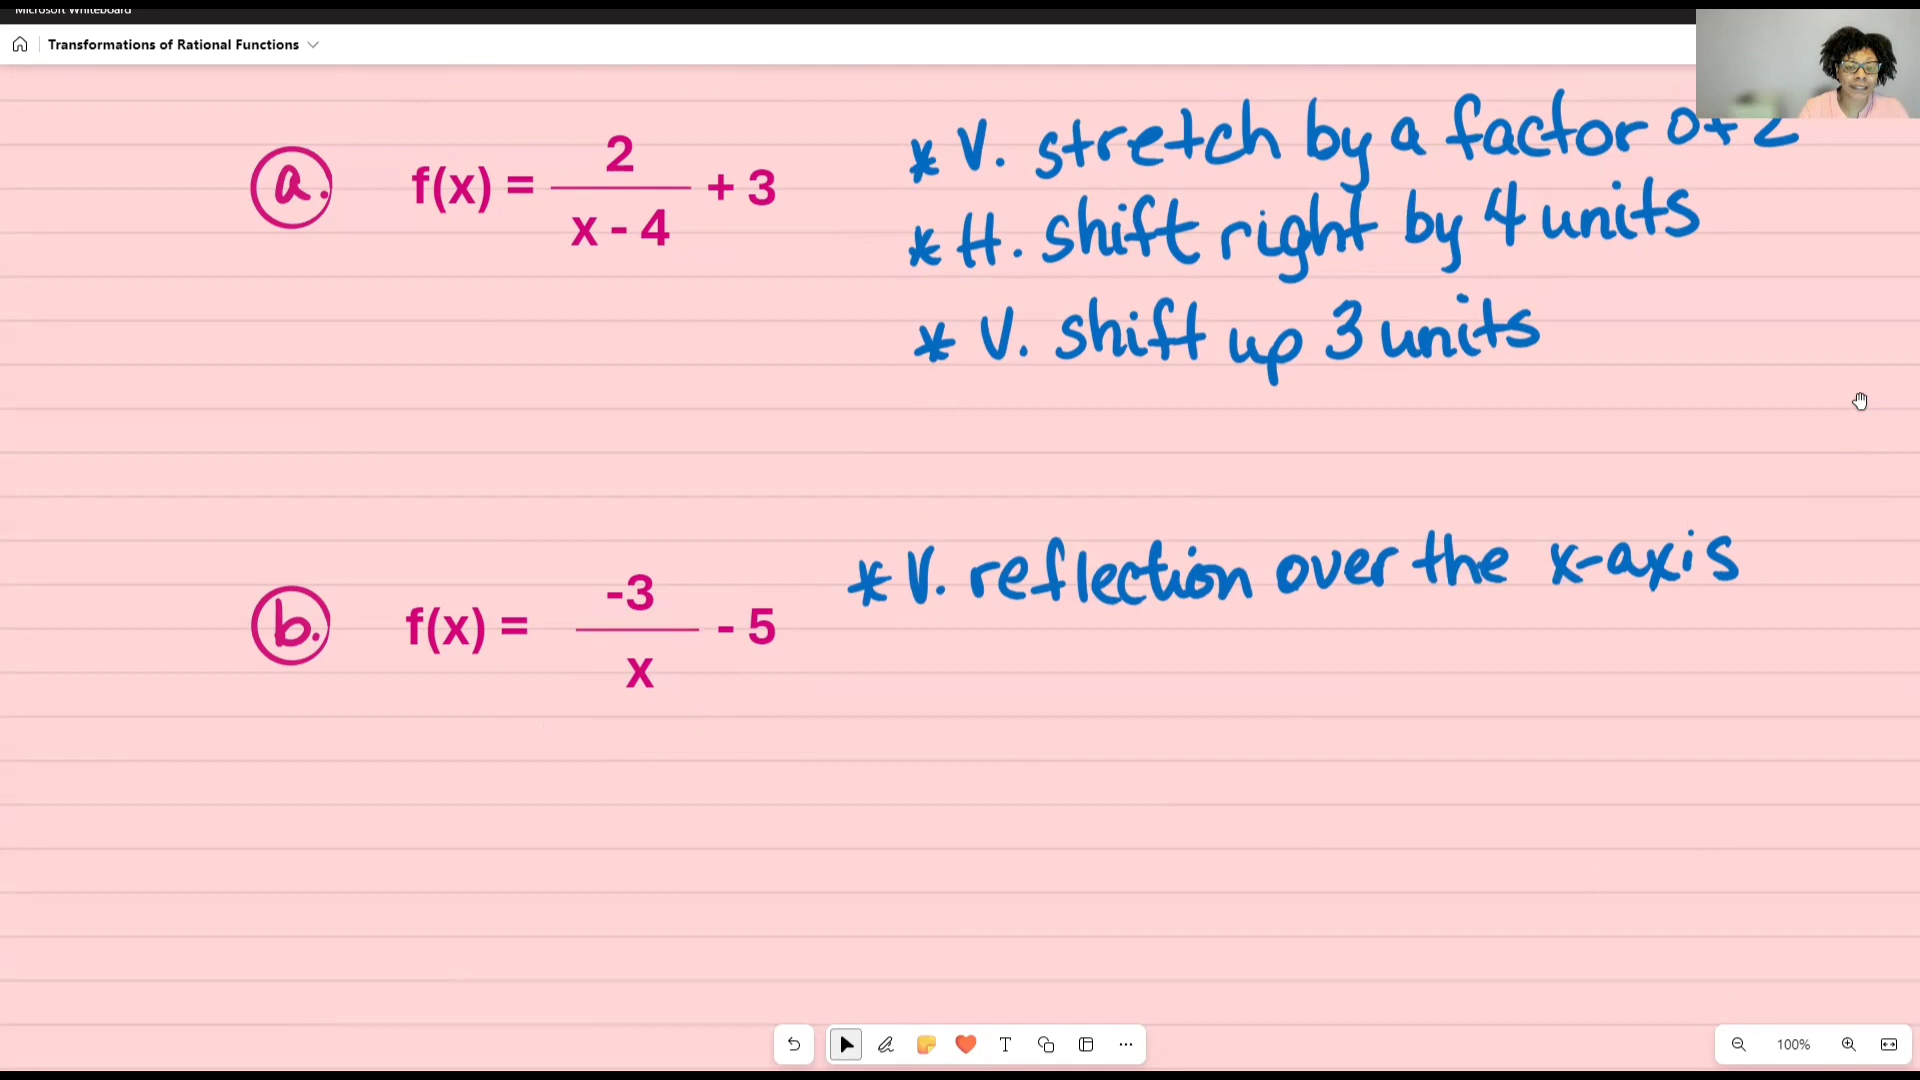 Microsoft Whiteboard
Transformations of Rational Functions
a. f(x) = 2 / x - 4 + 3
* V. stretch by a factor of 2
* H. shift right by 4 units
* V. shift up 3 units
b. f(x) = -3 / x - 5
* V. reflection over the x-axis
T
100%